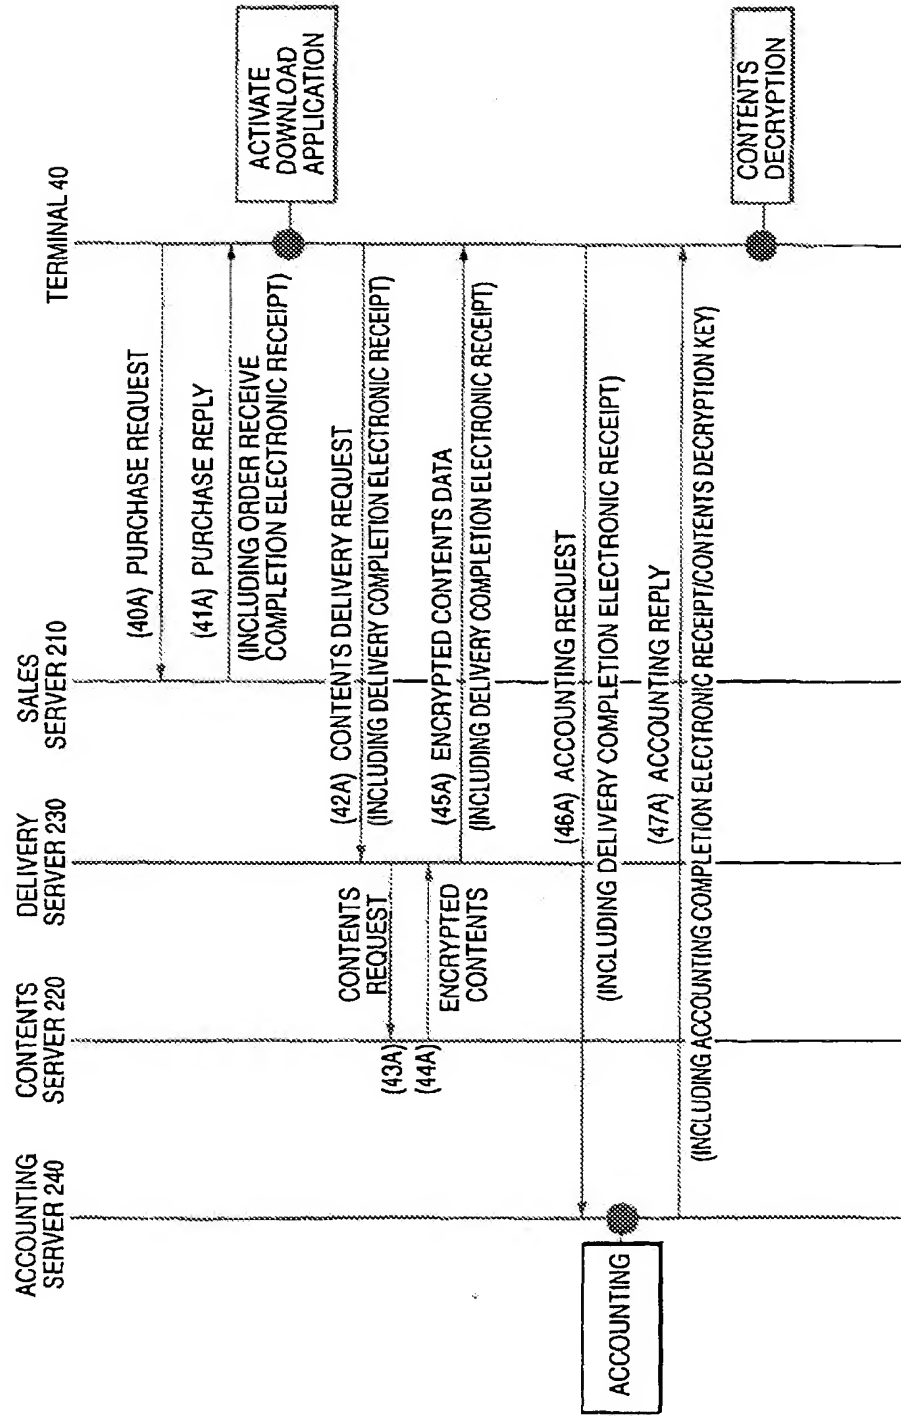 ACCOUNTING
SERVER 240
CONTENTS
SERVER 220
DELIVERY
SERVER 230
SALES
SERVER 210
TERMINAL 40
(40A) PURCHASE REQUEST
(41A) PURCHASE REPLY
(INCLUDING ORDER RECEIVE
COMPLETION ELECTRONIC RECEIPT)
ACTIVATE
DOWNLOAD
APPLICATION
(42A) CONTENTS DELIVERY REQUEST
(INCLUDING DELIVERY COMPLETION ELECTRONIC RECEIPT)
CONTENTS
REQUEST
(43A)
(44A)
ENCRYPTED
CONTENTS
(45A) ENCRYPTED CONTENTS DATA
(INCLUDING DELIVERY COMPLETION ELECTRONIC RECEIPT)
(46A) ACCOUNTING REQUEST
(INCLUDING DELIVERY COMPLETION ELECTRONIC RECEIPT)
ACCOUNTING
(47A) ACCOUNTING REPLY
(INCLUDING ACCOUNTING COMPLETION ELECTRONIC RECEIPT/CONTENTS DECRYPTION KEY)
CONTENTS
DECRYPTION